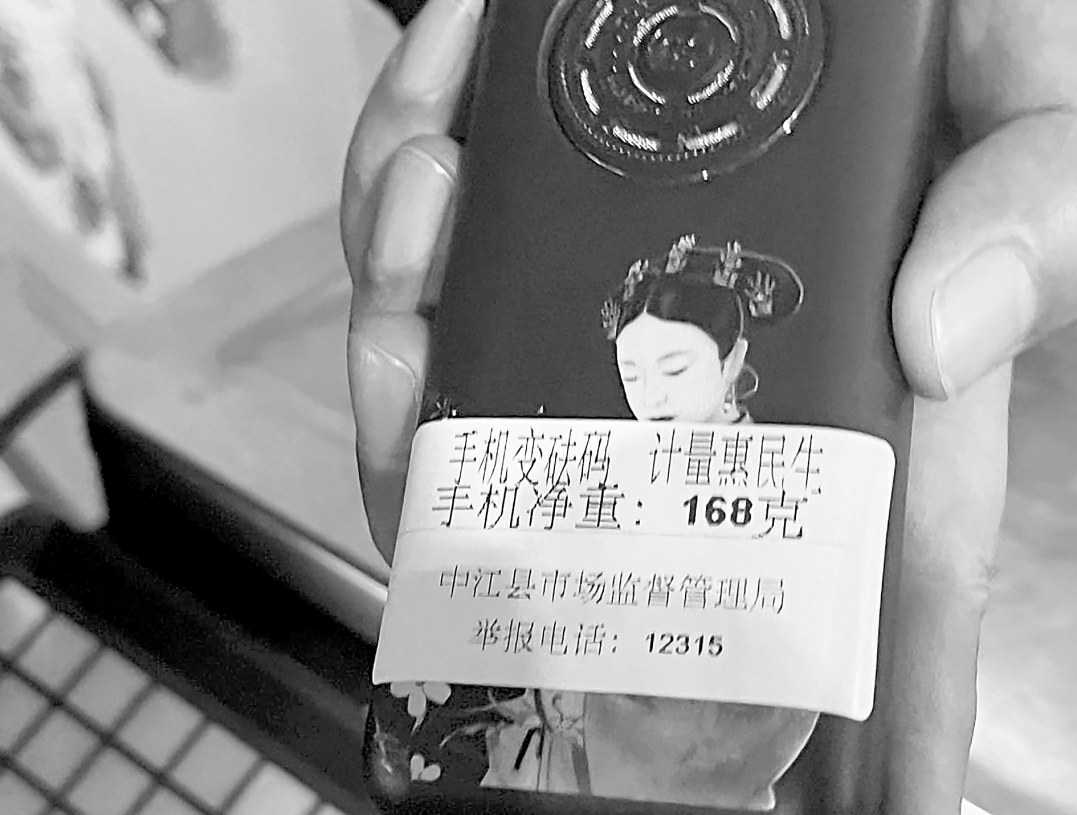 手机变砝码 计量惠民生
手机净重：168克
中江县市场监督管理局
举报电话：12315